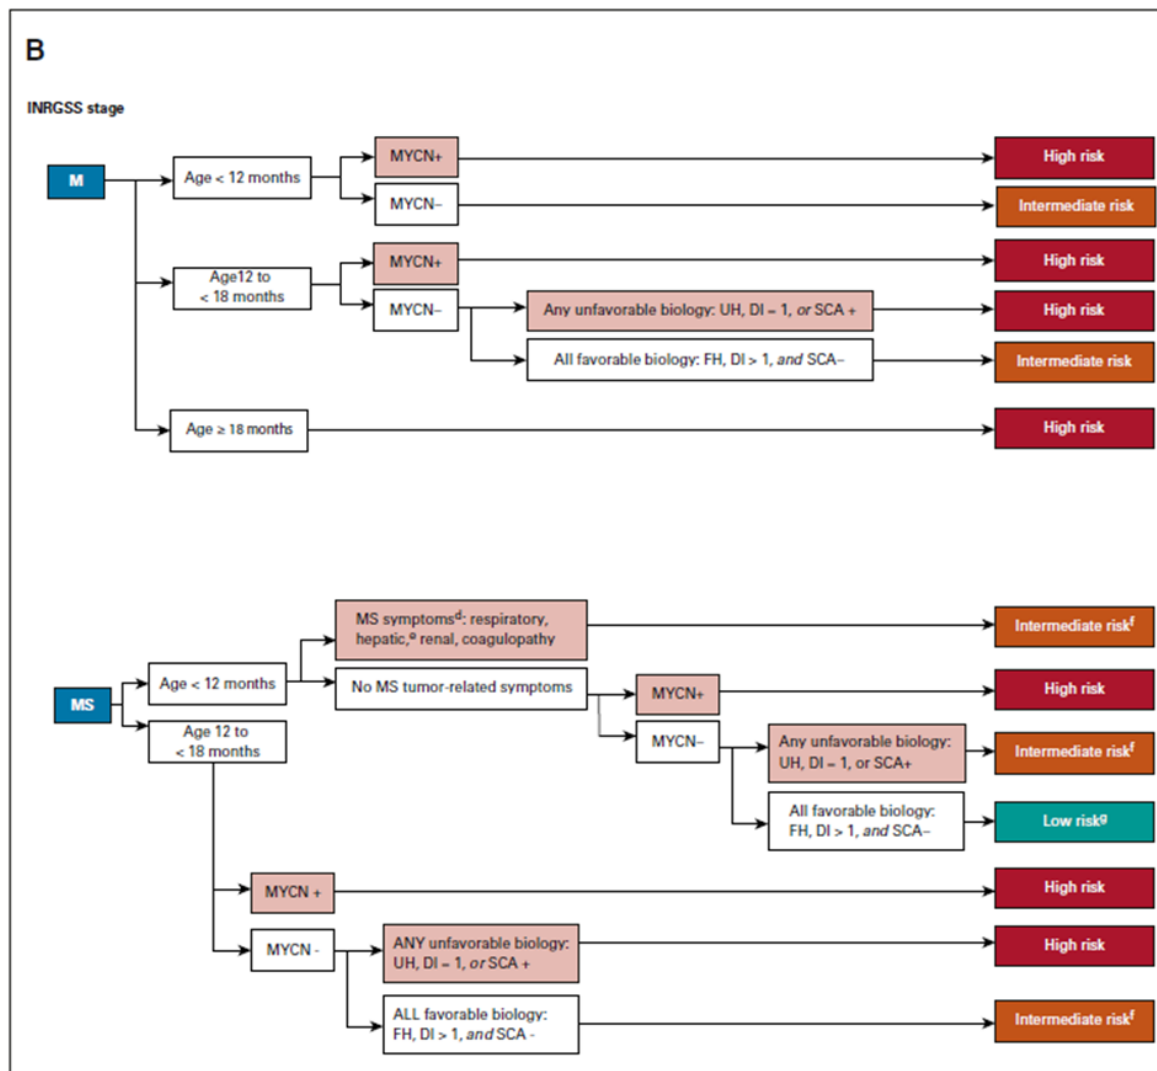 B
INRGSS stage
M
Age < 12 months
MYCN+
High risk
MYCN–
Intermediate risk
Age12 to
< 18 months
MYCN+
High risk
MYCN–
Any unfavorable biology: UH, DI = 1, or SCA +
High risk
All favorable biology: FH, DI > 1, and SCA–
Intermediate risk
Age ≥ 18 months
High risk
MS
Age < 12 months
MS symptomsᵈ: respiratory,
hepatic,ᵉ renal, coagulopathy
Intermediate riskᶠ
No MS tumor-related symptoms
MYCN+
High risk
MYCN–
Any unfavorable biology:
UH, DI = 1, or SCA+
Intermediate riskᶠ
All favorable biology:
FH, DI > 1, and SCA–
Low riskᵍ
Age 12 to
< 18 months
MYCN +
High risk
MYCN -
ANY unfavorable biology:
UH, DI = 1, or SCA +
High risk
ALL favorable biology:
FH, DI > 1, and SCA -
Intermediate riskᶠ